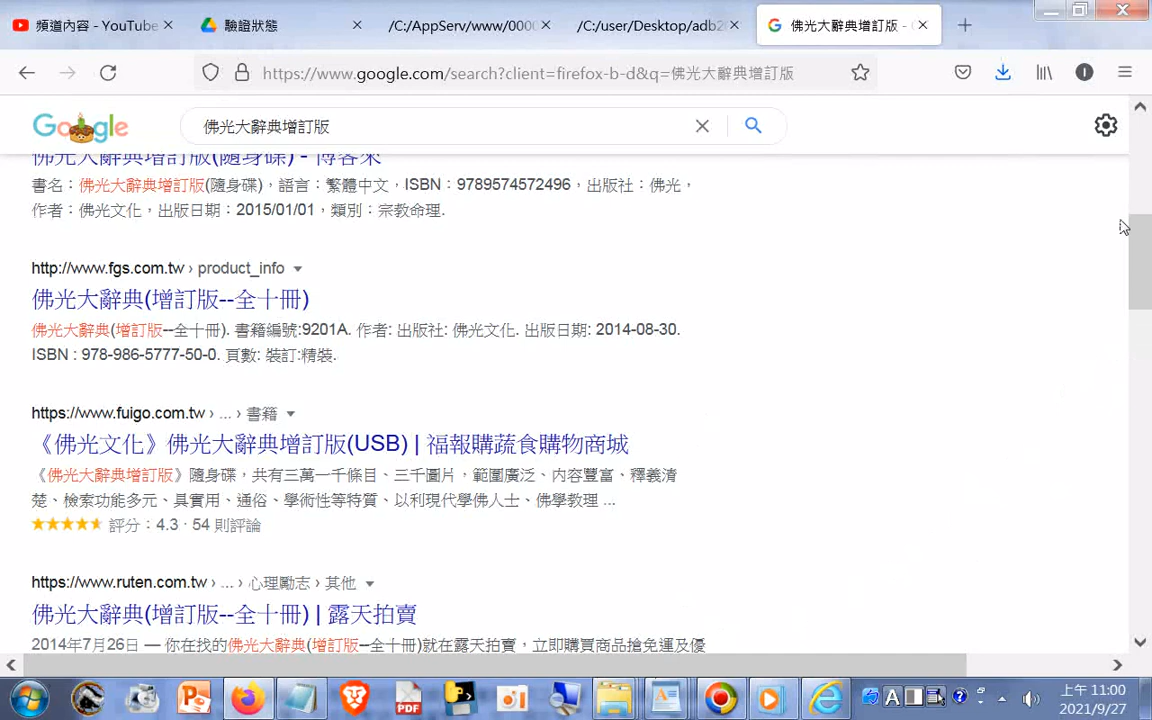 頻道內容 - YouTube
驗證狀態
/C:/AppServ/www/000
/C:/user/Desktop/adb2
佛光大辭典增訂版 -
https://www.google.com/search?client=firefox-b-d&q=佛光大辭典增訂版
Google
佛光大辭典增訂版
佛光大辭典增訂版(隨身碟) - 博客來
書名：佛光大辭典增訂版(隨身碟)，語言：繁體中文，ISBN：9789574572496，出版社：佛光，
作者：佛光文化，出版日期：2015/01/01，類別：宗教命理.
http://www.fgs.com.tw › product_info
佛光大辭典(增訂版--全十冊)
佛光大辭典(增訂版--全十冊). 書籍編號:9201A. 作者: 出版社: 佛光文化. 出版日期: 2014-08-30.
ISBN : 978-986-5777-50-0. 頁數: 裝訂:精裝.
https://www.fuigo.com.tw › ... › 書籍
《佛光文化》佛光大辭典增訂版(USB) | 福報購蔬食購物商城
《佛光大辭典增訂版》隨身碟，共有三萬一千條目、三千圖片，範圍廣泛、內容豐富、釋義清
楚、檢索功能多元、具實用、通俗、學術性等特質、以利現代學佛人士、佛學教理 ...
評分：4.3 · 54 則評論
https://www.ruten.com.tw › ... › 心理勵志 › 其他
佛光大辭典(增訂版--全十冊) | 露天拍賣
2014年7月26日 — 你在找的佛光大辭典(增訂版--全十冊)就在露天拍賣，立即購買商品搶免運及優
PDF
A
上午 11:00
2021/9/27